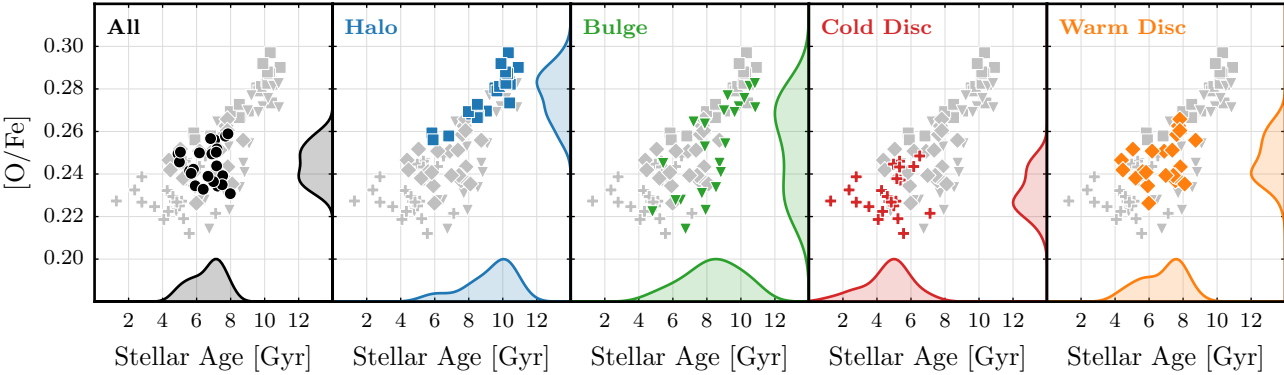 All
Halo
Bulge
Cold Disc
Warm Disc
[O/Fe]
0.30
0.28
0.26
0.24
0.22
0.20
2 4 6 8 10 12
2 4 6 8 10 12
2 4 6 8 10 12
2 4 6 8 10 12
2 4 6 8 10 12
Stellar Age [Gyr]
Stellar Age [Gyr]
Stellar Age [Gyr]
Stellar Age [Gyr]
Stellar Age [Gyr]